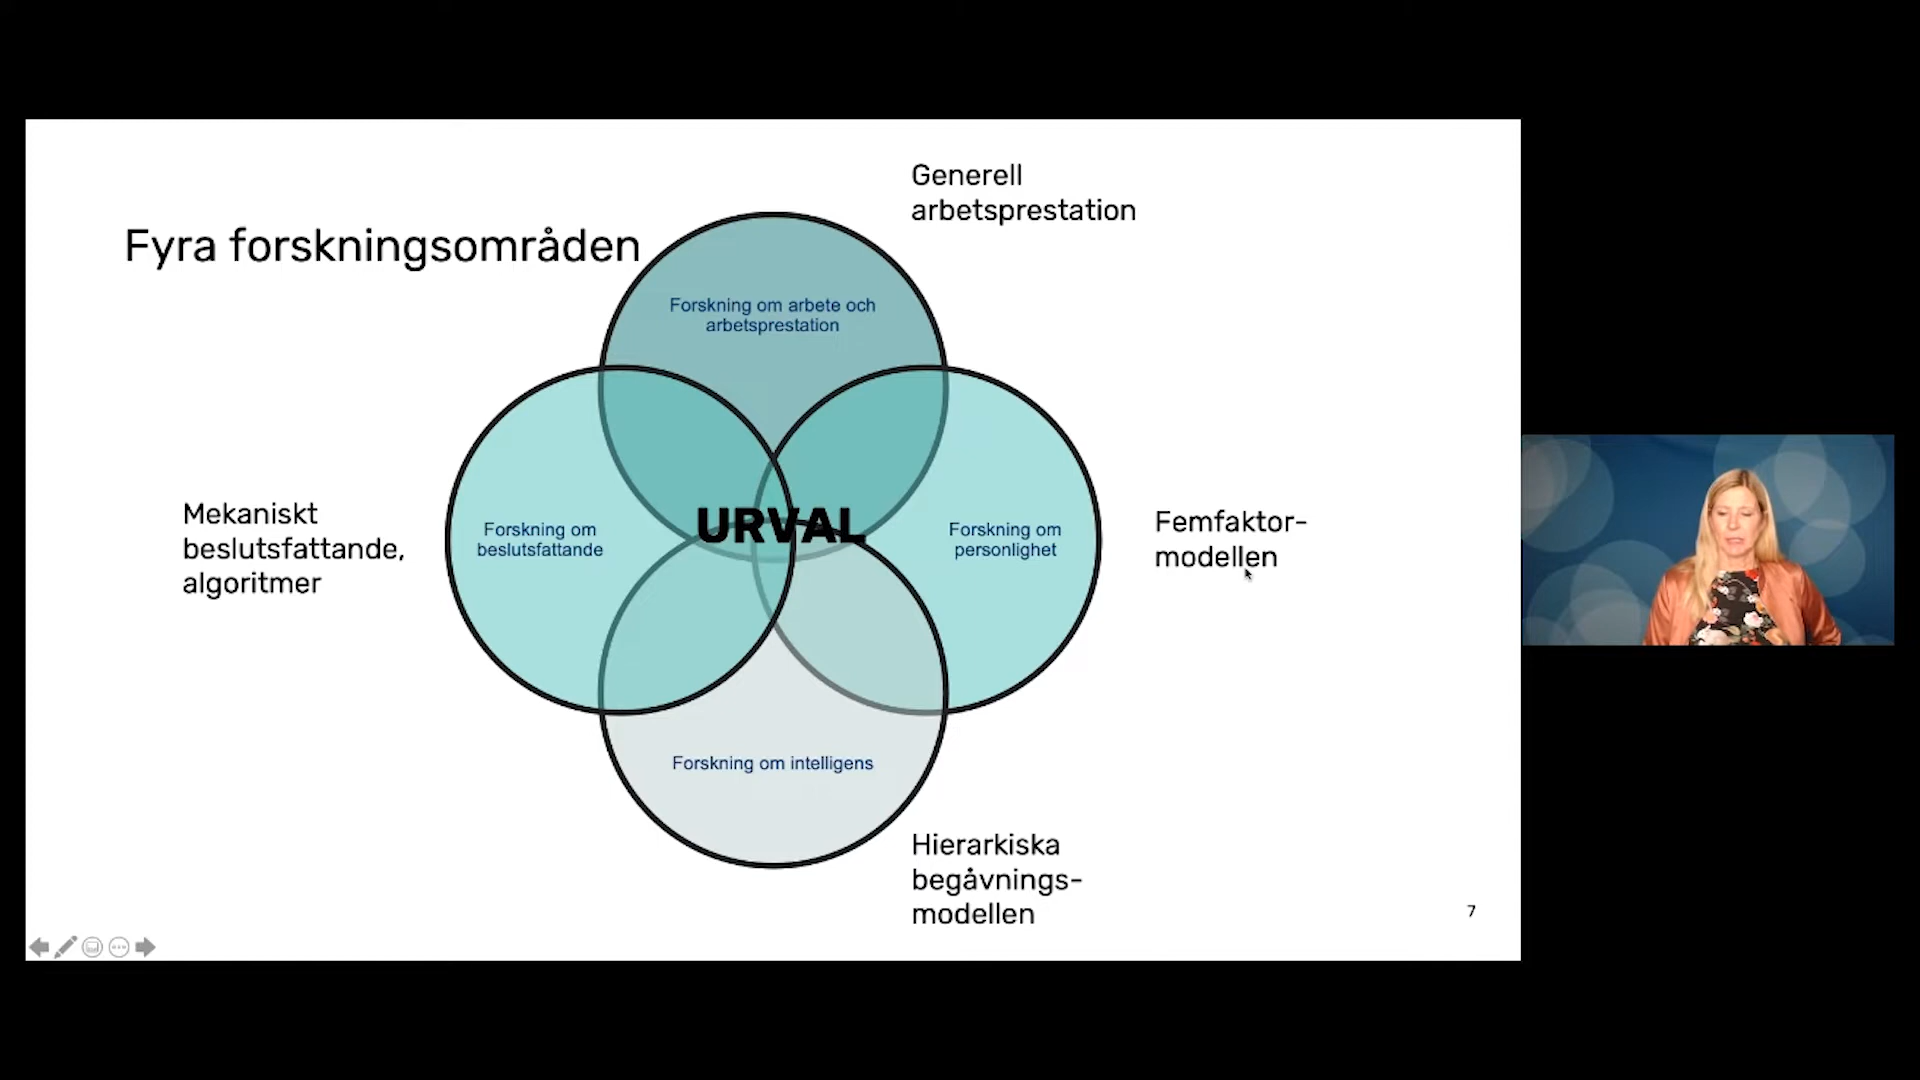 Generell
arbetsprestation
Fyra forskningsområden
Forskning om arbete och
arbetsprestation
Mekaniskt
beslutsfattande,
algoritmer
Forskning om
beslutsfattande
URVAL
Forskning om
personlighet
Femfaktor-
modellen
Forskning om intelligens
Hierarkiska
begåvnings-
modellen
7